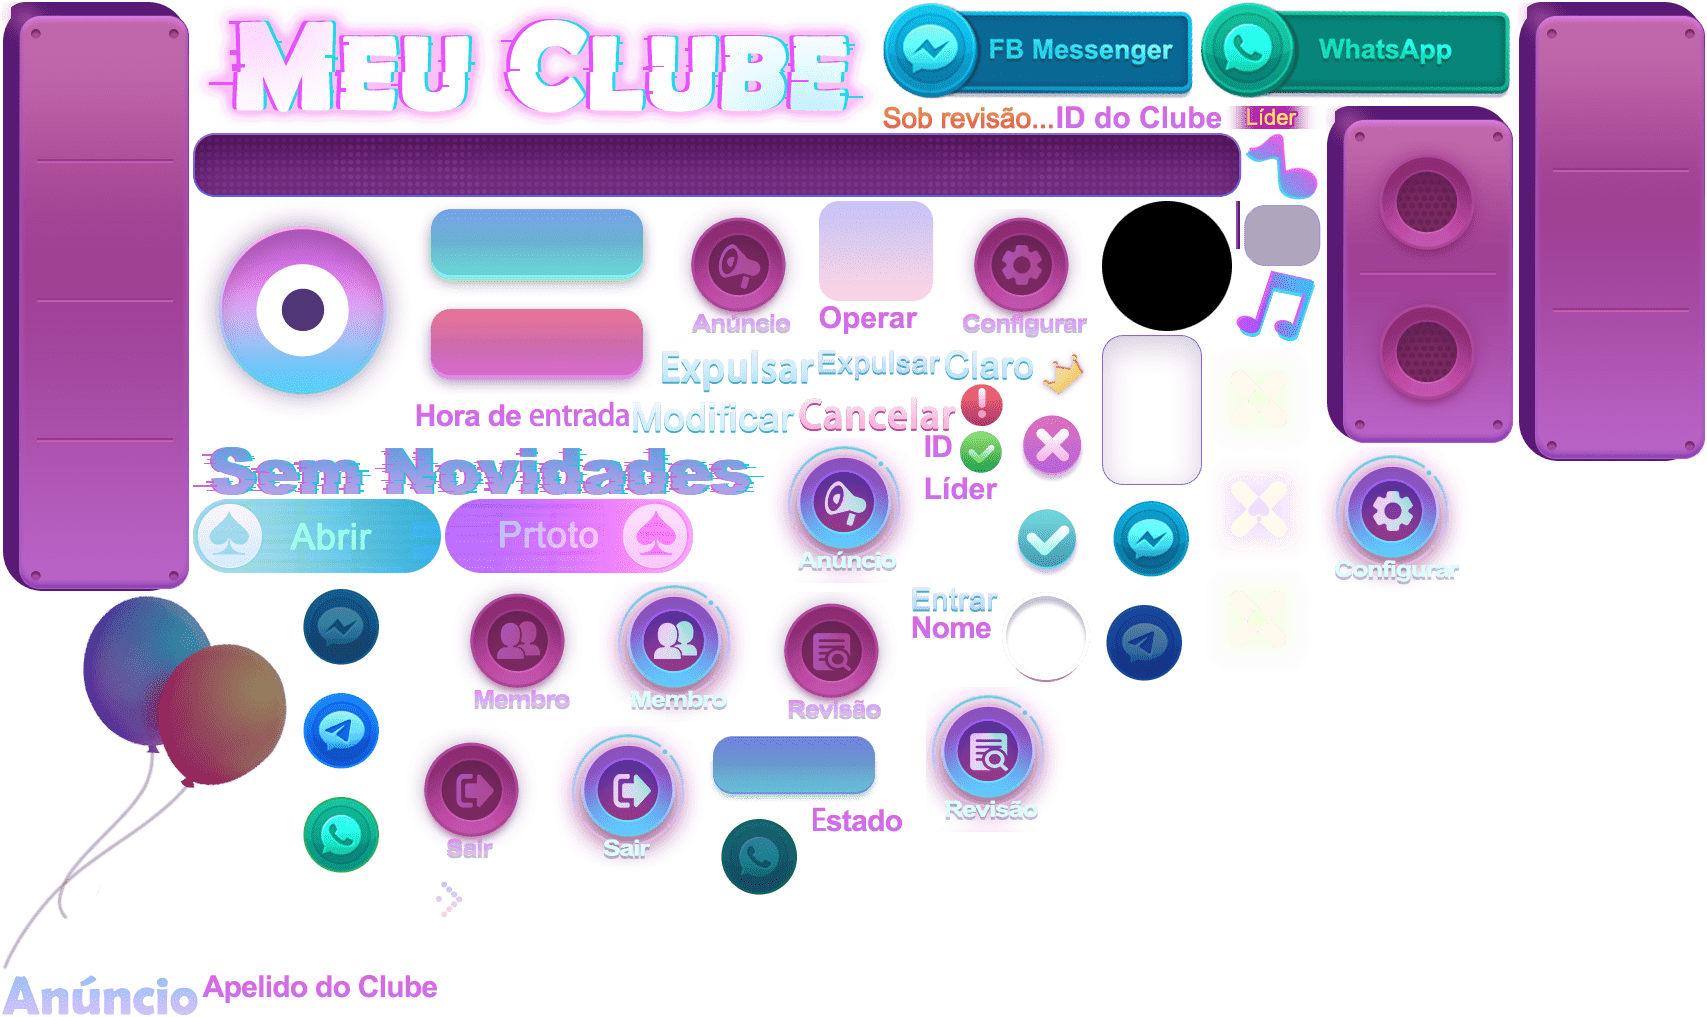 MEU CLUBE
FB Messenger
WhatsApp
Sob revisão...
ID do Clube
Líder
Anúncio
Operar
Configurar
Expulsar
Expulsar
Claro
Hora de entrada
Modificar
Cancelar
ID
Líder
Sem Novidades
Abrir
Prtoto
Anúncio
Configurar
Entrar
Nome
Membro
Membro
Revisão
Sair
Sair
Estado
Revisão
Anúncio
Apelido do Clube